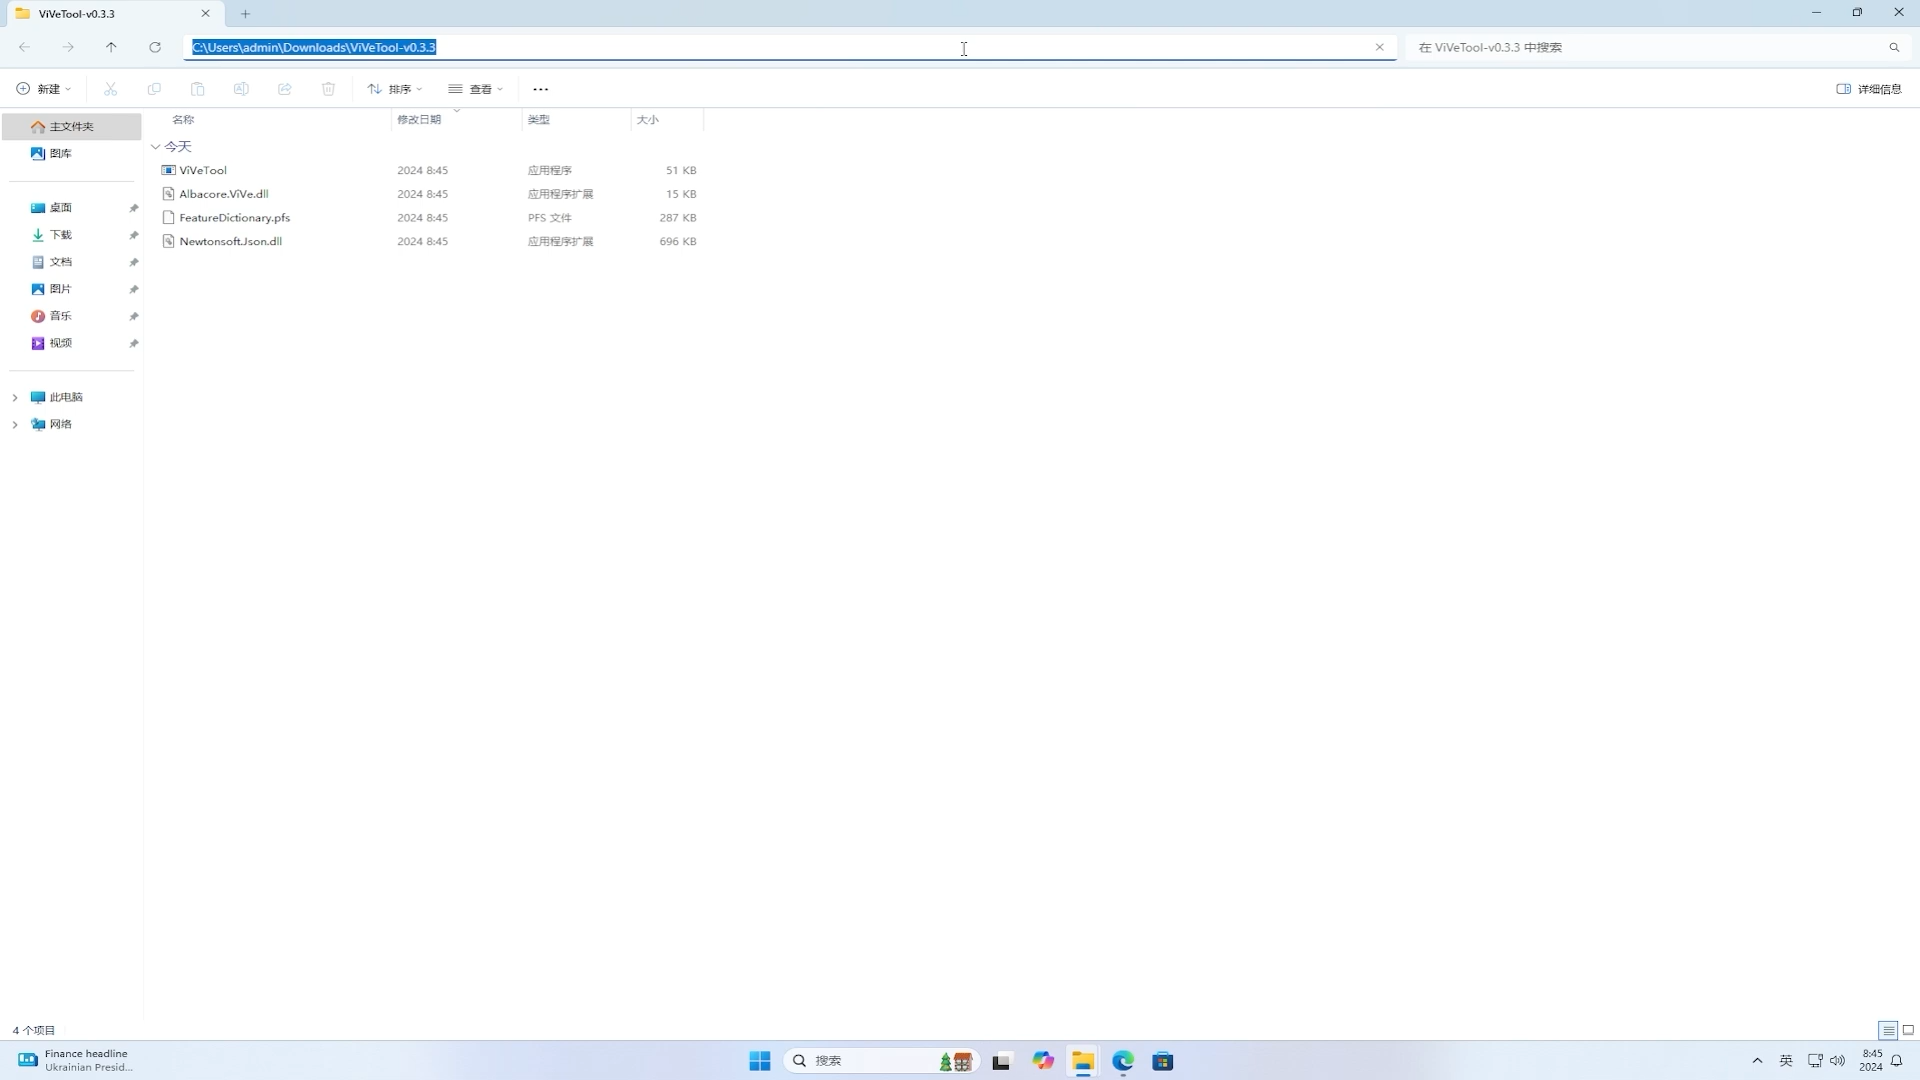 ViVeTool-v0.3.3
C:\Users\admin\Downloads\ViVeTool-v0.3.3
在 ViVeTool-v0.3.3 中搜索
新建
排序
查看
详细信息
名称 修改日期 类型 大小
今天
ViVeTool 2024 8:45 应用程序 51 KB
Albacore.ViVe.dll 2024 8:45 应用程序扩展 15 KB
FeatureDictionary.pfs 2024 8:45 PFS 文件 287 KB
Newtonsoft.Json.dll 2024 8:45 应用程序扩展 696 KB
主文件夹
图库
桌面
下载
文档
图片
音乐
视频
此电脑
网络
4 个项目
Finance headline
Ukrainian Presid...
搜索
英
8:45
2024